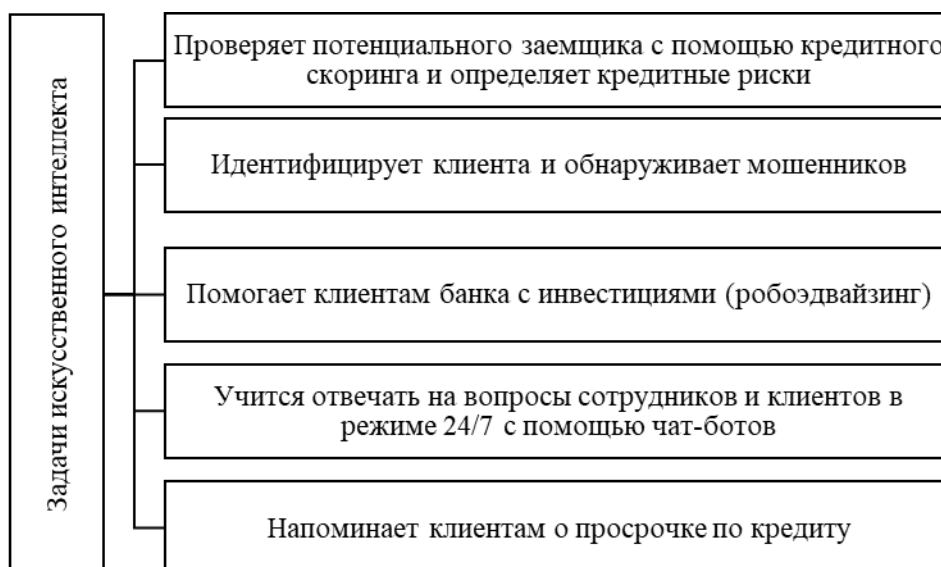 Задачи искусственного интеллекта
Проверяет потенциального заемщика с помощью кредитного
скоринга и определяет кредитные риски
Идентифицирует клиента и обнаруживает мошенников
Помогает клиентам банка с инвестициями (робоэдвайзинг)
Учится отвечать на вопросы сотрудников и клиентов в
режиме 24/7 с помощью чат-ботов
Напоминает клиентам о просрочке по кредиту